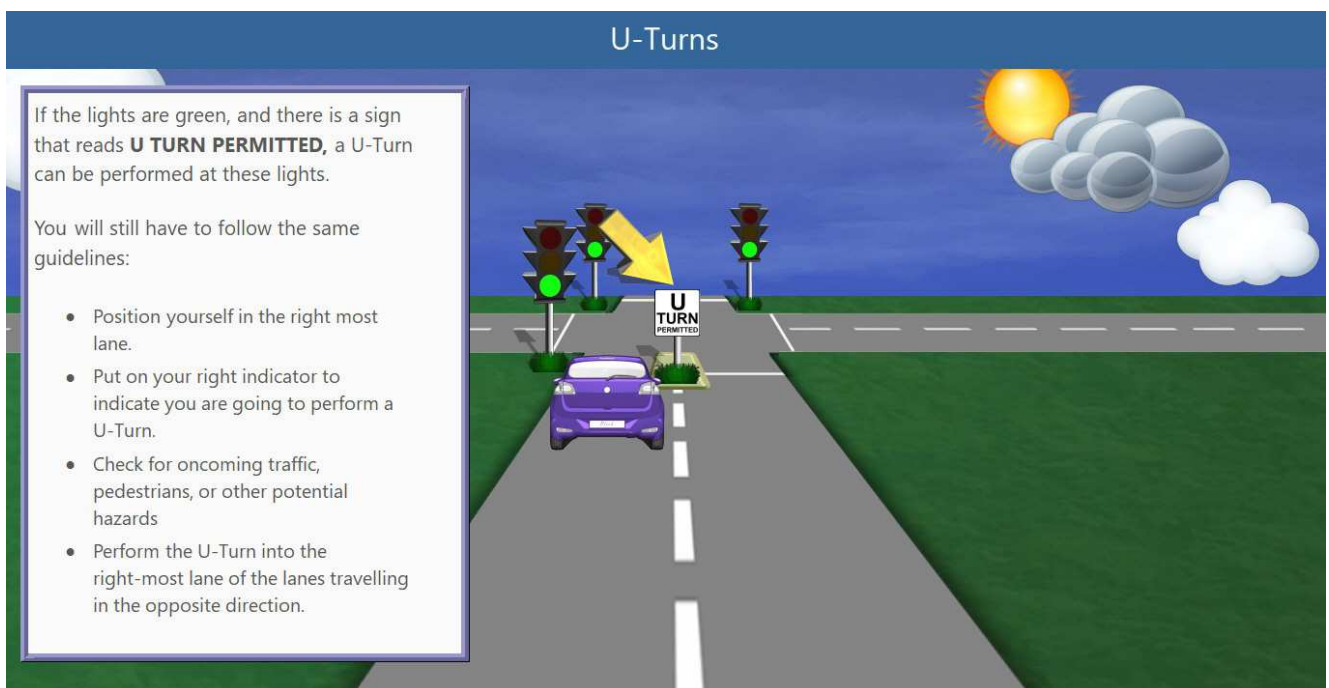 U-Turns
If the lights are green, and there is a sign
that reads U TURN PERMITTED, a U-Turn
can be performed at these lights.
You will still have to follow the same
guidelines:
● Position yourself in the right most
lane.
● Put on your right indicator to
indicate you are going to perform a
U-Turn.
● Check for oncoming traffic,
pedestrians, or other potential
hazards
● Perform the U-Turn into the
right-most lane of the lanes travelling
in the opposite direction.
U
TURN
PERMITTED